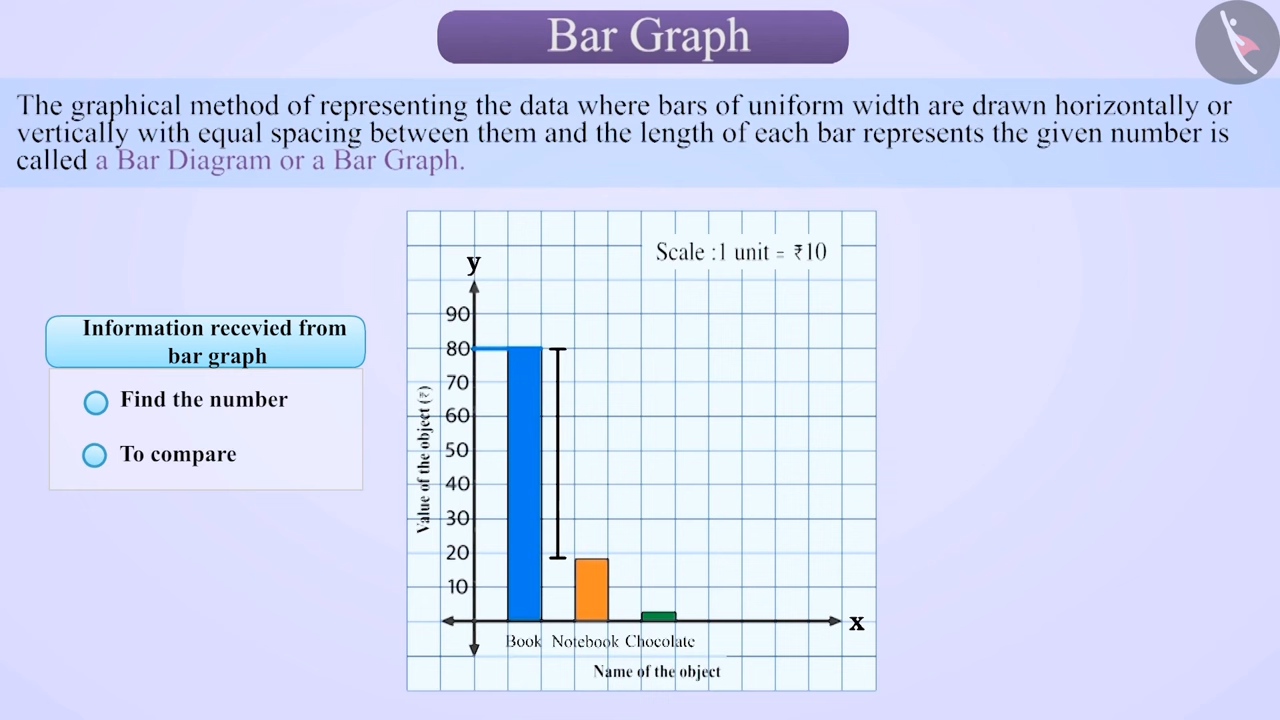 Bar Graph
The graphical method of representing the data where bars of uniform width are drawn horizontally or
vertically with equal spacing between them and the length of each bar represents the given number is
called a Bar Diagram or a Bar Graph.
Scale :1 unit = ₹10
y
Information recevied from
bar graph
Find the number
To compare
Value of the object (₹)
90
80
70
60
50
40
30
20
10
x
Book Notebook Chocolate
Name of the object